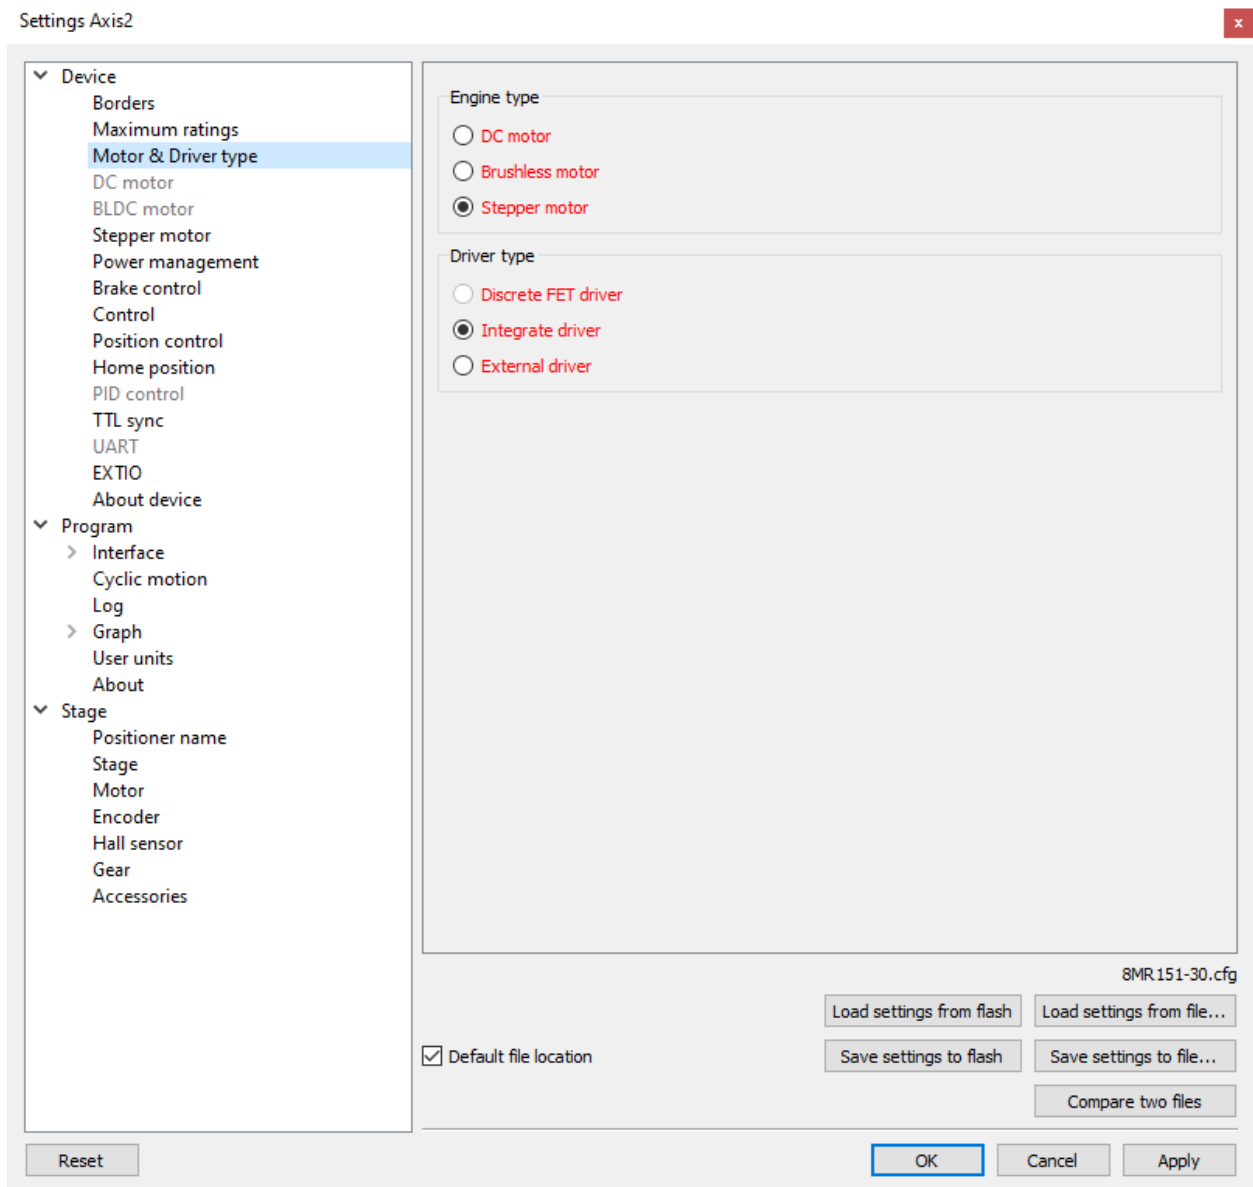 Settings Axis2
x
Device
Borders
Maximum ratings
Motor & Driver type
DC motor
BLDC motor
Stepper motor
Power management
Brake control
Control
Position control
Home position
PID control
TTL sync
UART
EXTIO
About device
Program
Interface
Cyclic motion
Log
Graph
User units
About
Stage
Positioner name
Stage
Motor
Encoder
Hall sensor
Gear
Accessories
Engine type
DC motor
Brushless motor
Stepper motor
Driver type
Discrete FET driver
Integrate driver
External driver
8MR151-30.cfg
Load settings from flash
Load settings from file...
Default file location
Save settings to flash
Save settings to file...
Compare two files
Reset
OK
Cancel
Apply